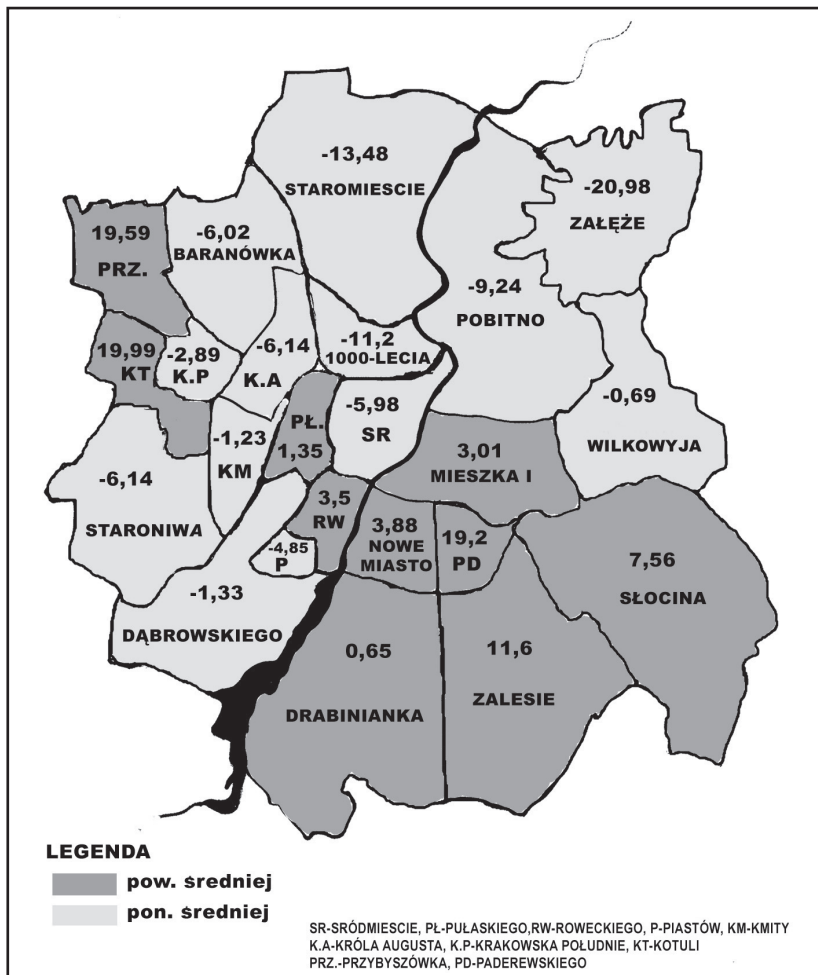 -13,48
STAROMIESCIE
-20,98
ZAŁĘŻE
19,59
PRZ.
-6,02
BARANÓWKA
-9,24
POBITNO
19,99
KT
-2,89
K.P
-6,14
K.A
-11,2
1000-LECIA
-0,69
WILKOWYJA
-5,98
SR
PŁ.
1,35
-1,23
KM
3,01
MIESZKA I
-6,14
STARONIWA
3,5
RW
3,88
NOWE
MIASTO
19,2
PD
-4,85
P
7,56
SŁOCINA
-1,33
DĄBROWSKIEGO
0,65
DRABINIANKA
11,6
ZALESIE
LEGENDA
pow. średniej
pon. średniej
SR-SRÓDMIESCIE, PŁ-PUŁASKIEGO,RW-ROWECKIEGO, P-PIASTÓW, KM-KMITY
K.A-KRÓLA AUGUSTA, K.P-KRAKOWSKA POŁUDNIE, KT-KOTULI
PRZ.-PRZYBYSZÓWKA, PD-PADEREWSKIEGO